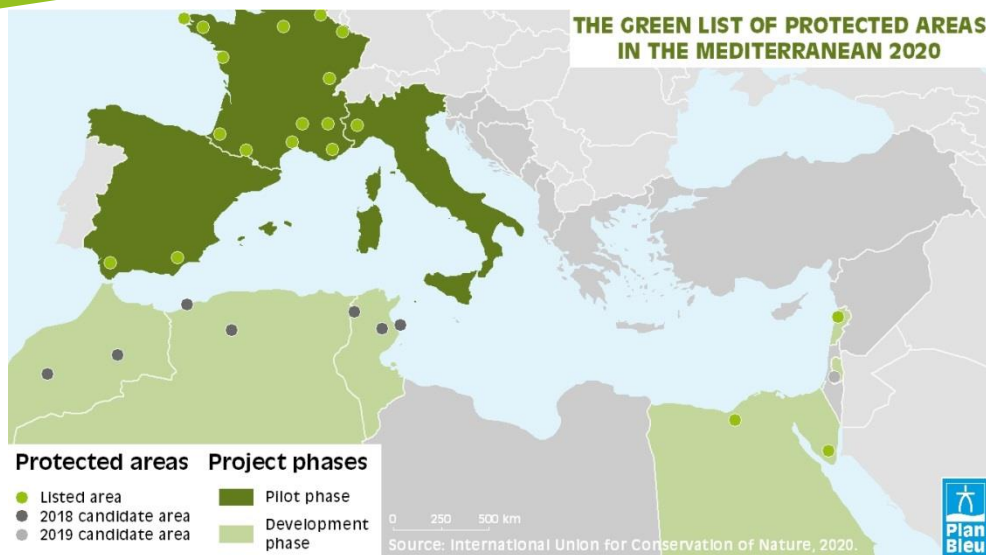 THE GREEN LIST OF PROTECTED AREAS
IN THE MEDITERRANEAN 2020
Protected areas
Listed area
2018 candidate area
2019 candidate area
Project phases
Pilot phase
Development
phase
0 250 500 km
Source: International Union for Conservation of Nature, 2020.
Plan
Bleu